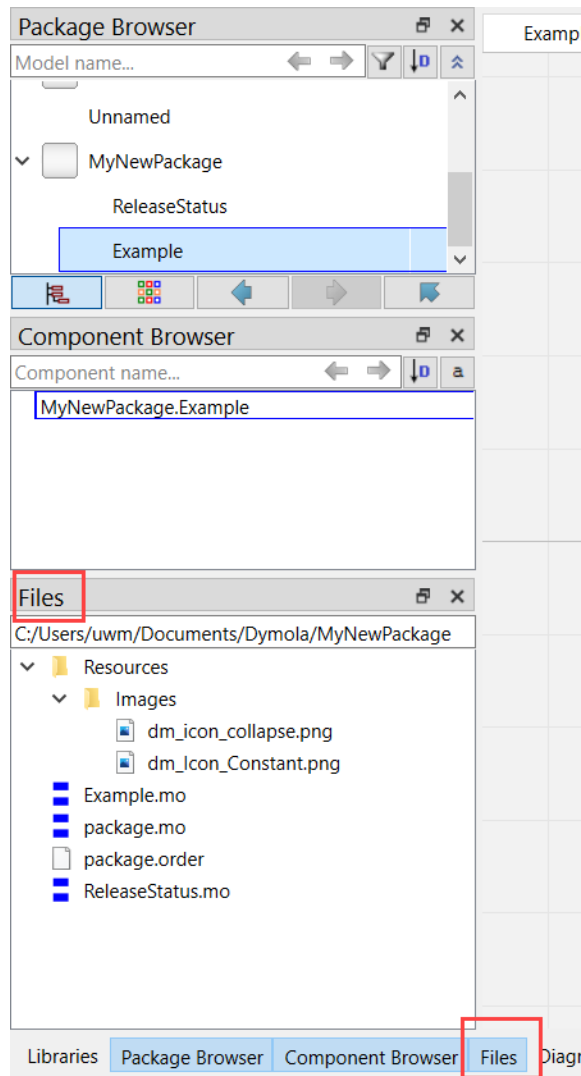 Package Browser
Exampl
Model name...
Unnamed
MyNewPackage
ReleaseStatus
Example
Component Browser
Component name...
a
MyNewPackage.Example
Files
C:/Users/uwm/Documents/Dymola/MyNewPackage
Resources
Images
dm_icon_collapse.png
dm_Icon_Constant.png
Example.mo
package.mo
package.order
ReleaseStatus.mo
Libraries Package Browser Component Browser Files Diagr